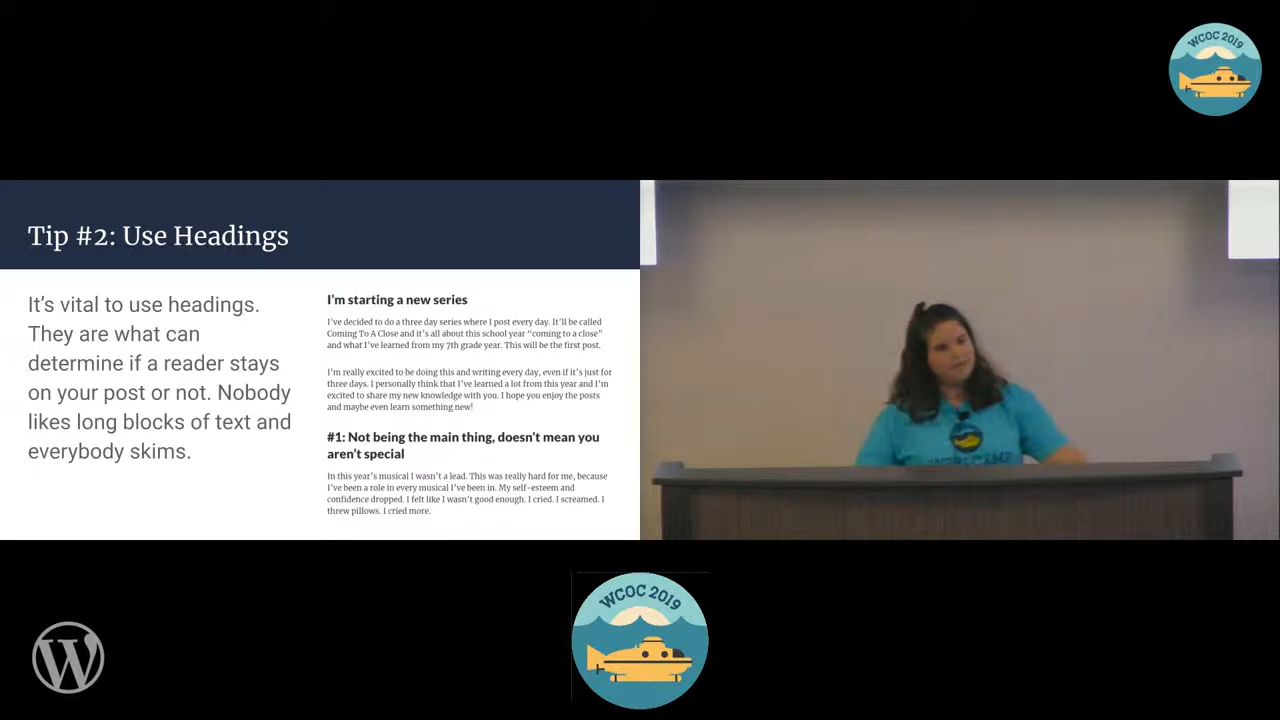 WCOC 2019
Tip #2: Use Headings
It’s vital to use headings.
They are what can
determine if a reader stays
on your post or not. Nobody
likes long blocks of text and
everybody skims.
I’m starting a new series
I’ve decided to do a three day series where I post every day. It’ll be called
Coming To A Close and it’s all about this school year “coming to a close”
and what I’ve learned from my 7th grade year. This will be the first post.
I’m really excited to be doing this and writing every day, even if it’s just for
three days. I personally think that I’ve learned a lot from this year and I’m
excited to share my new knowledge with you. I hope you enjoy the posts
and maybe even learn something new!
#1: Not being the main thing, doesn’t mean you
aren’t special
In this year’s musical I wasn’t a lead. This was really hard for me, because
I’ve been a role in every musical I’ve been in. My self-esteem and
confidence dropped. I felt like I wasn’t good enough. I cried. I screamed. I
threw pillows. I cried more.
WCOC 2019
W